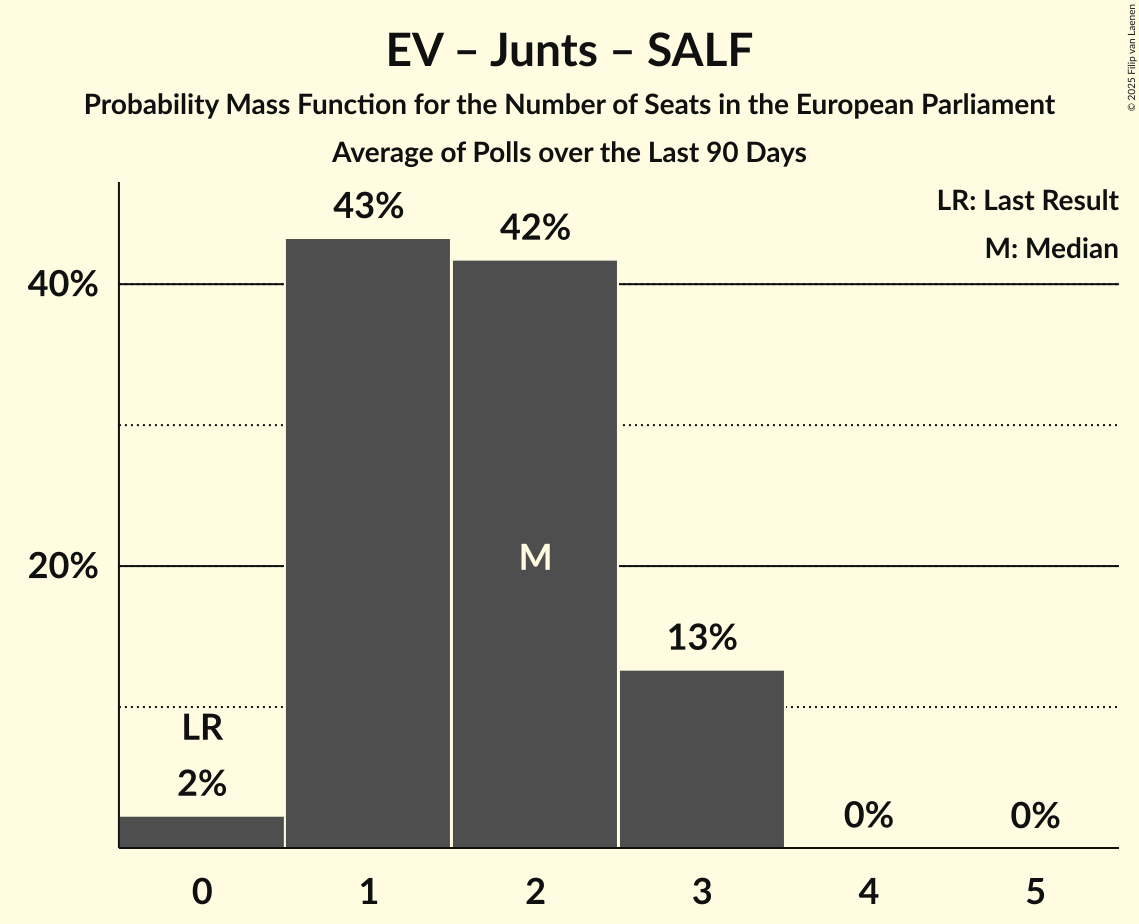 EV – Junts – SALF
Probability Mass Function for the Number of Seats in the European Parliament
Average of Polls over the Last 90 Days
© 2025 Filip van Laenen
LR: Last Result
M: Median
43%
42%
40%
20%
M
13%
LR
2%
0%
0%
0 1 2 3 4 5